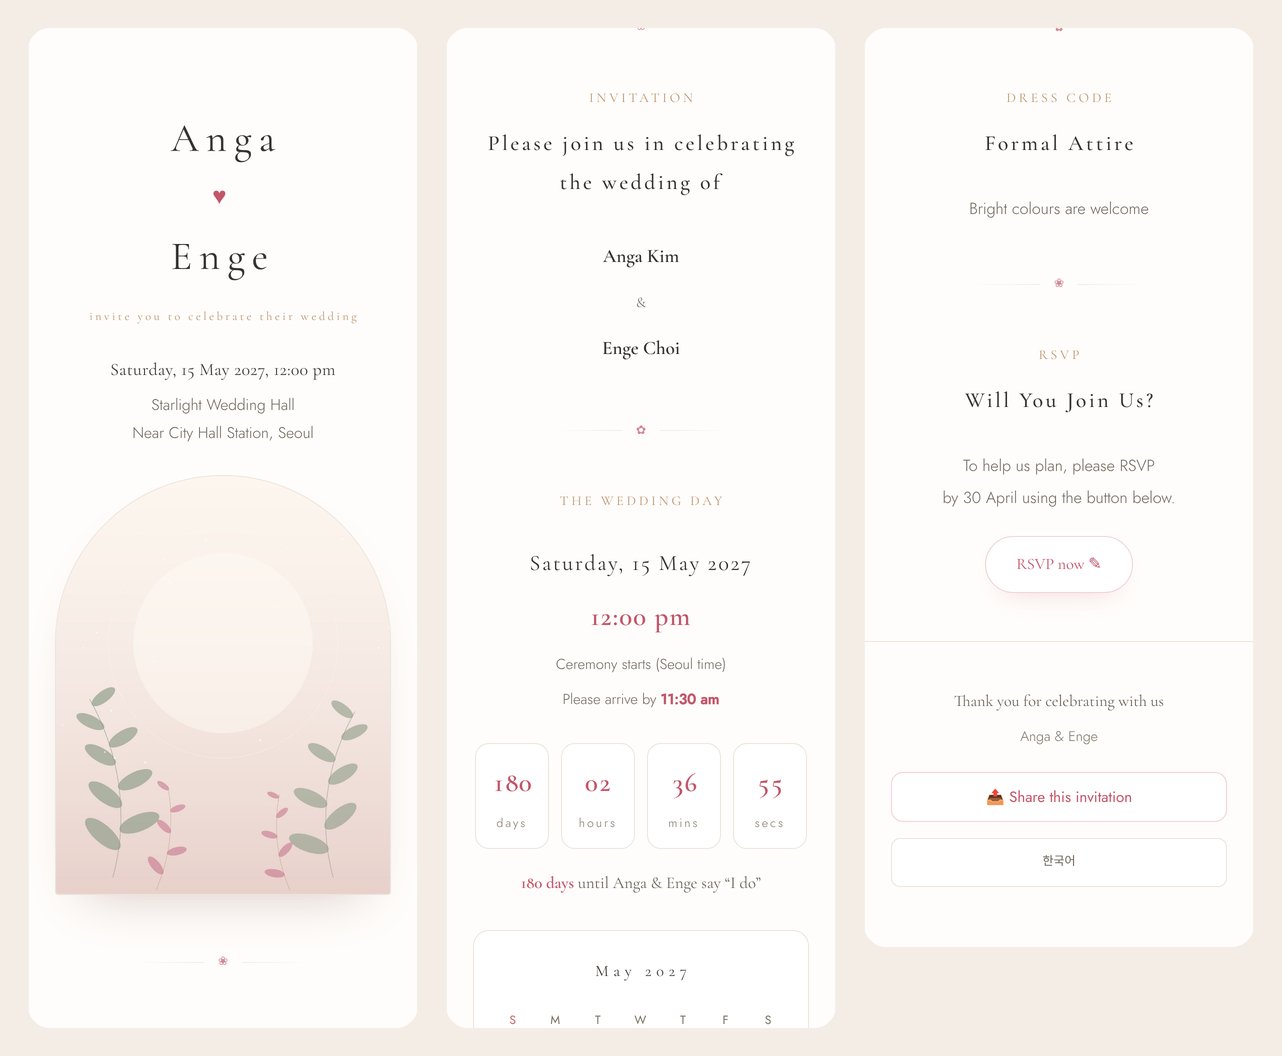 Anga
♥
Enge
invite you to celebrate their wedding
Saturday, 15 May 2027, 12:00 pm
Starlight Wedding Hall
Near City Hall Station, Seoul
INVITATION
Please join us in celebrating
the wedding of
Anga Kim
&
Enge Choi
THE WEDDING DAY
Saturday, 15 May 2027
12:00 pm
Ceremony starts (Seoul time)
Please arrive by 11:30 am
180 02 36 55
days hours mins secs
180 days until Anga & Enge say “I do”
May 2027
S M T W T F S
DRESS CODE
Formal Attire
Bright colours are welcome
RSVP
Will You Join Us?
To help us plan, please RSVP
by 30 April using the button below.
RSVP now ✎
Thank you for celebrating with us
Anga & Enge
📤 Share this invitation
한국어